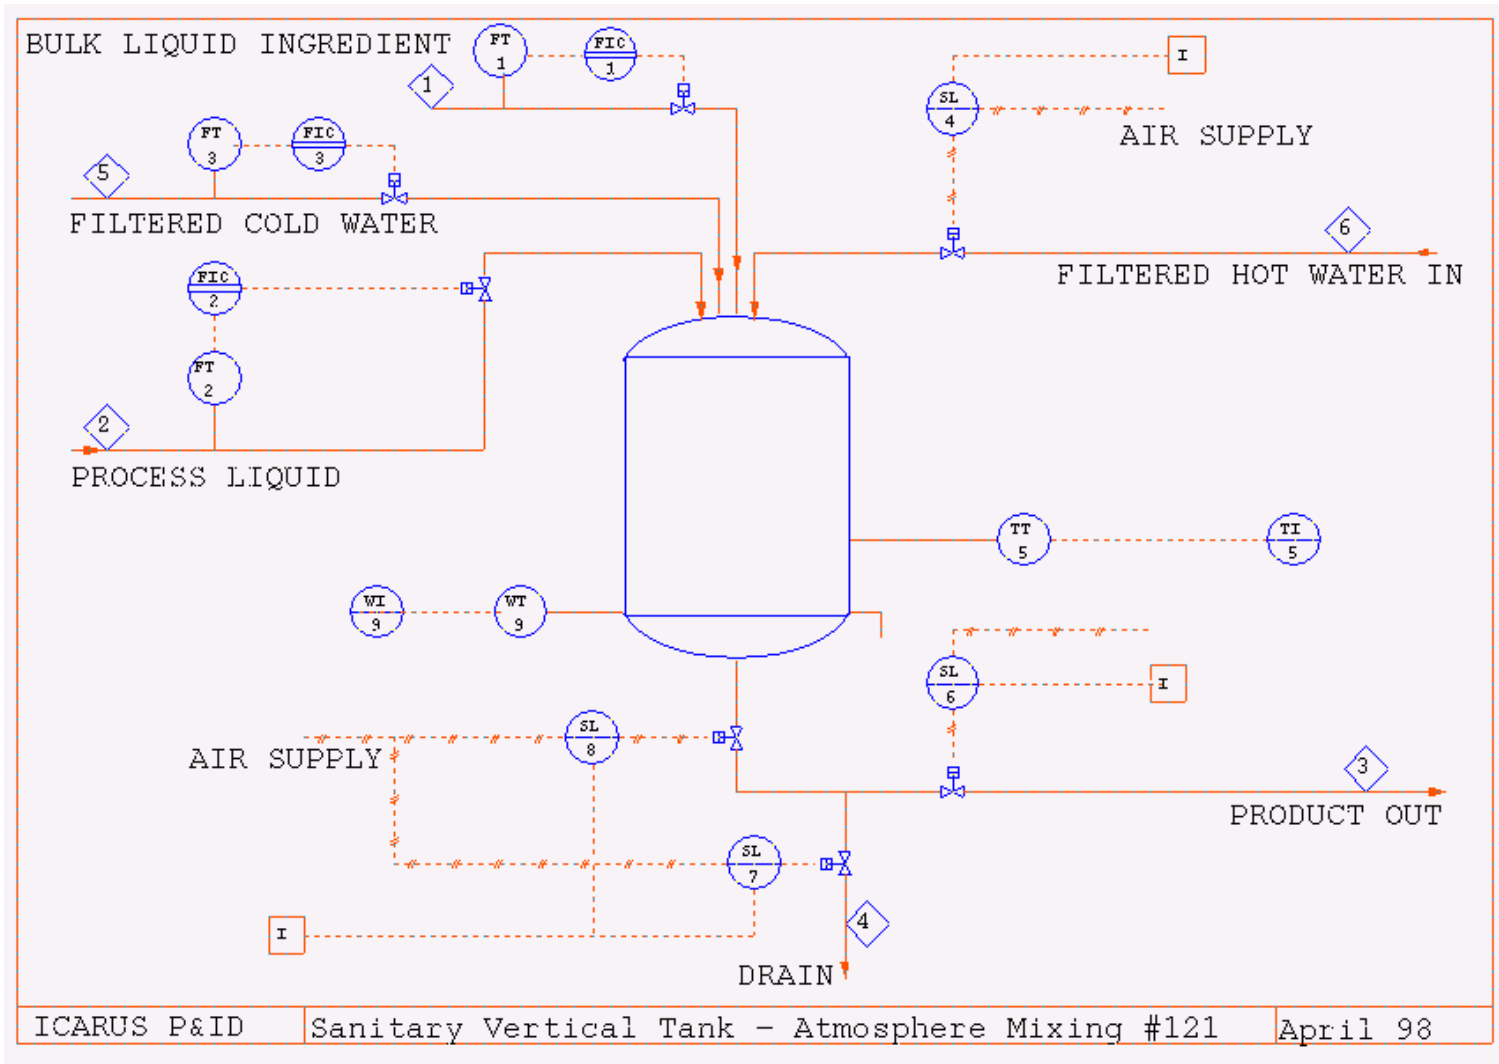 BULK LIQUID INGREDIENT
FT
1
FIC
1
1
I
SL
4
AIR SUPPLY
FT
3
FIC
3
5
FILTERED COLD WATER
6
FILTERED HOT WATER IN
FIC
2
FT
2
2
PROCESS LIQUID
TT
5
TI
5
WI
9
WT
9
SL
6
I
SL
8
AIR SUPPLY
3
PRODUCT OUT
SL
7
4
I
DRAIN
ICARUS P&ID
Sanitary Vertical Tank - Atmosphere Mixing #121
April 98